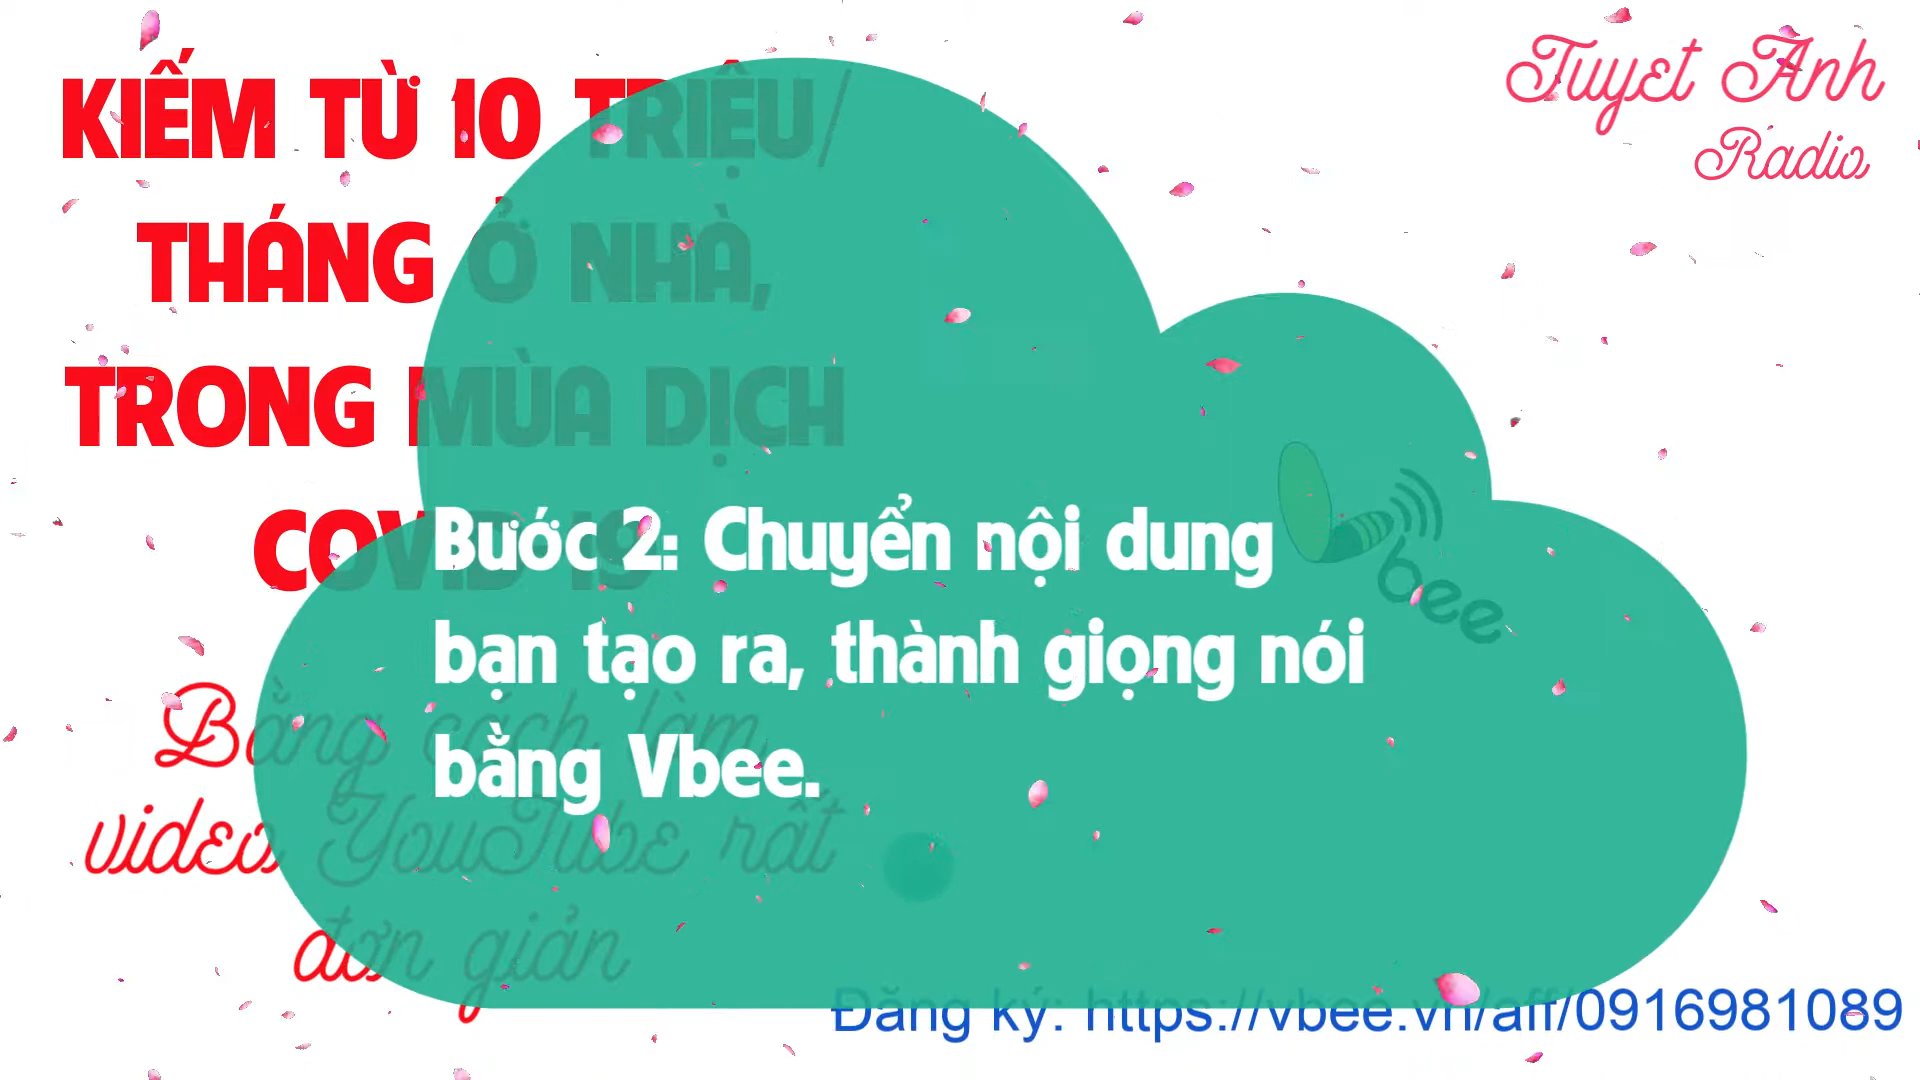 KIẾM TỪ 10 TRIỆU/
THÁNG Ở NHÀ,
TRONG MÙA DỊCH
COVID-19
Bằng cách làm
video YouTube rất
đơn giản
Tuyet Anh
Radio
Bước 2: Chuyển nội dung
bạn tạo ra, thành giọng nói
bằng Vbee.
vbee
Đăng ký: https://vbee.vn/aff/0916981089